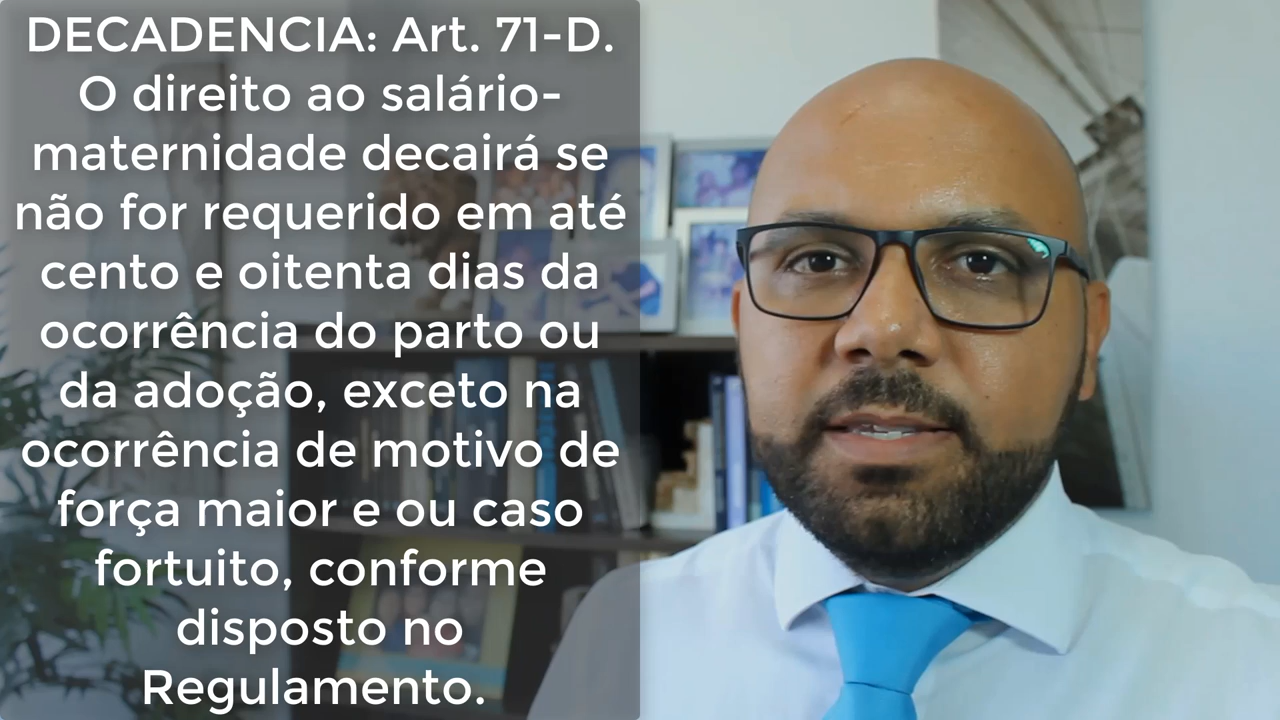 DECADENCIA: Art. 71-D.
O direito ao salário-
maternidade decairá se
não for requerido em até
cento e oitenta dias da
ocorrência do parto ou
da adoção, exceto na
ocorrência de motivo de
força maior e ou caso
fortuito, conforme
disposto no
Regulamento.